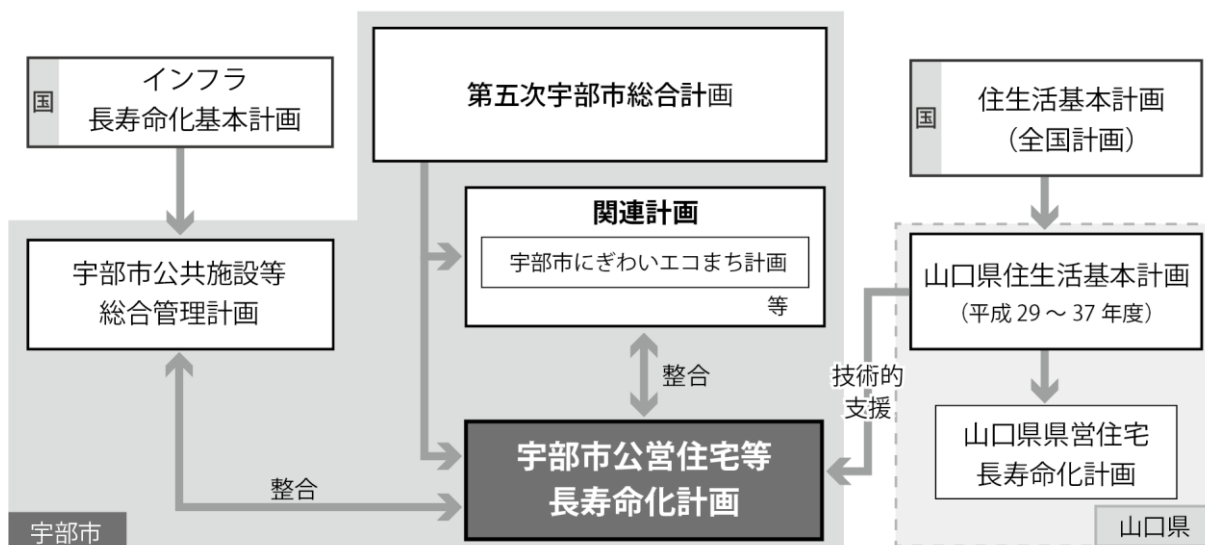 国
インフラ
長寿命化基本計画
第五次宇部市総合計画
国
住生活基本計画
（全国計画）
宇部市公共施設等
総合管理計画
関連計画
宇部市にぎわいエコまち計画
等
山口県住生活基本計画
（平成 29 ～ 37 年度）
整合
技術的
支援
宇部市公営住宅等
長寿命化計画
整合
山口県県営住宅
長寿命化計画
宇部市
山口県